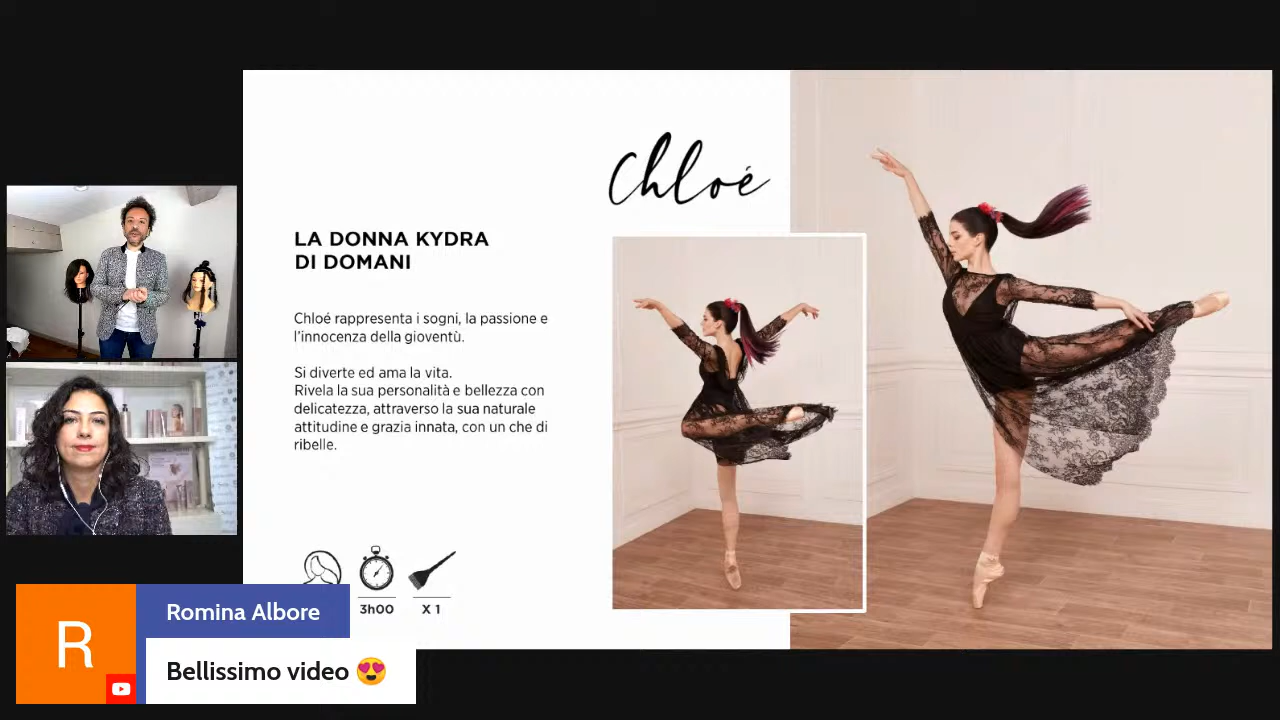 Chloé
LA DONNA KYDRA
DI DOMANI
Chloé rappresenta i sogni, la passione e
l'innocenza della gioventù.
Si diverte ed ama la vita.
Rivela la sua personalità e bellezza con
delicatezza, attraverso la sua naturale
attitudine e grazia innata, con un che di
ribelle.
3h00
X 1
R
Romina Albore
Bellissimo video 😍